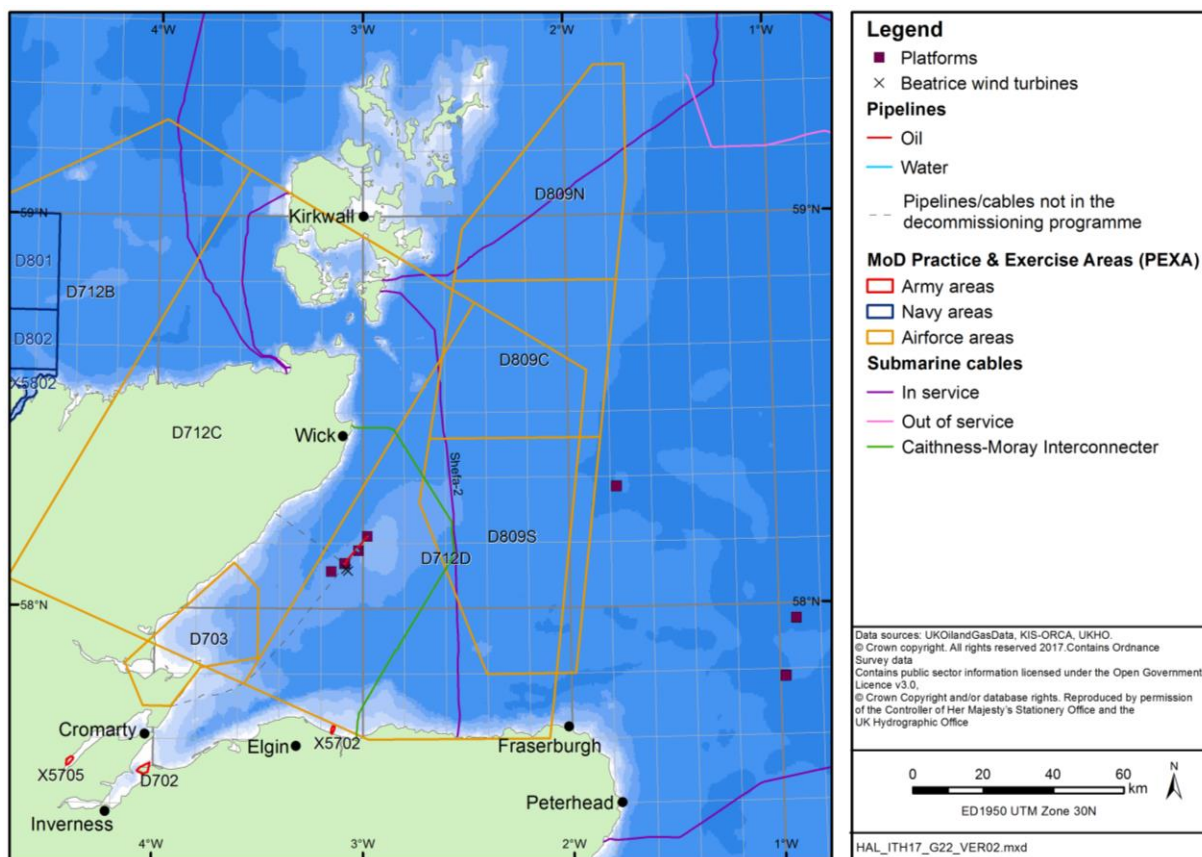 4°W
3°W
2°W
1°W
D809N
Kirkwall
59°N
59°N
D801
D712B
D802
D809C
X5802
D712C
Wick
Shefa-2
D712D
D809S
58°N
58°N
D703
Cromarty
Elgin
X5702
Fraserburgh
X5705
D702
Peterhead
Inverness
4°W
3°W
2°W
1°W
Legend
Platforms
Beatrice wind turbines
Pipelines
Oil
Water
Pipelines/cables not in the
decommissioning programme
MoD Practice & Exercise Areas (PEXA)
Army areas
Navy areas
Airforce areas
Submarine cables
In service
Out of service
Caithness-Moray Interconnecter
Data sources: UKOilandGasData, KIS-ORCA, UKHO.
© Crown copyright. All rights reserved 2017.Contains Ordnance
Survey data
Contains public sector information licensed under the Open Government
Licence v3.0,
© Crown Copyright and/or database rights. Reproduced by permission
of the Controller of Her Majesty's Stationery Office and the
UK Hydrographic Office
N
0 20 40 60
km
ED1950 UTM Zone 30N
HAL_ITH17_G22_VER02.mxd